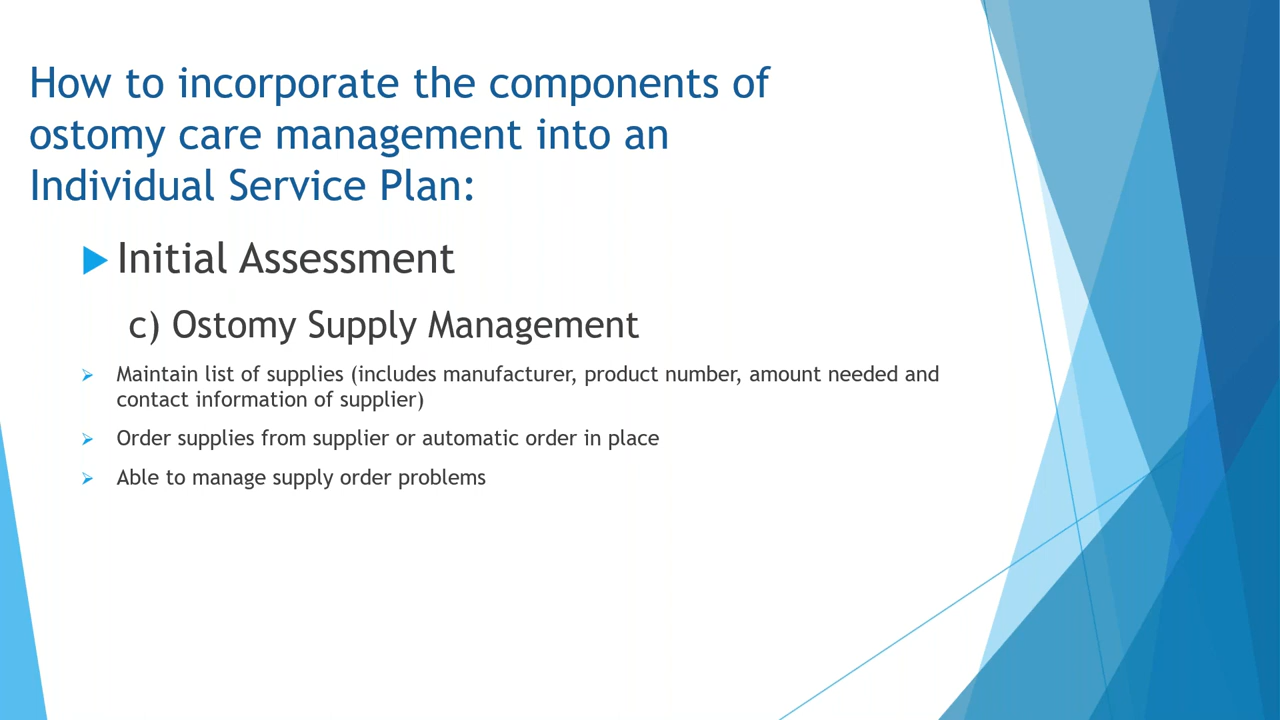 How to incorporate the components of
ostomy care management into an
Individual Service Plan:
Initial Assessment
c) Ostomy Supply Management
Maintain list of supplies (includes manufacturer, product number, amount needed and
contact information of supplier)
Order supplies from supplier or automatic order in place
Able to manage supply order problems